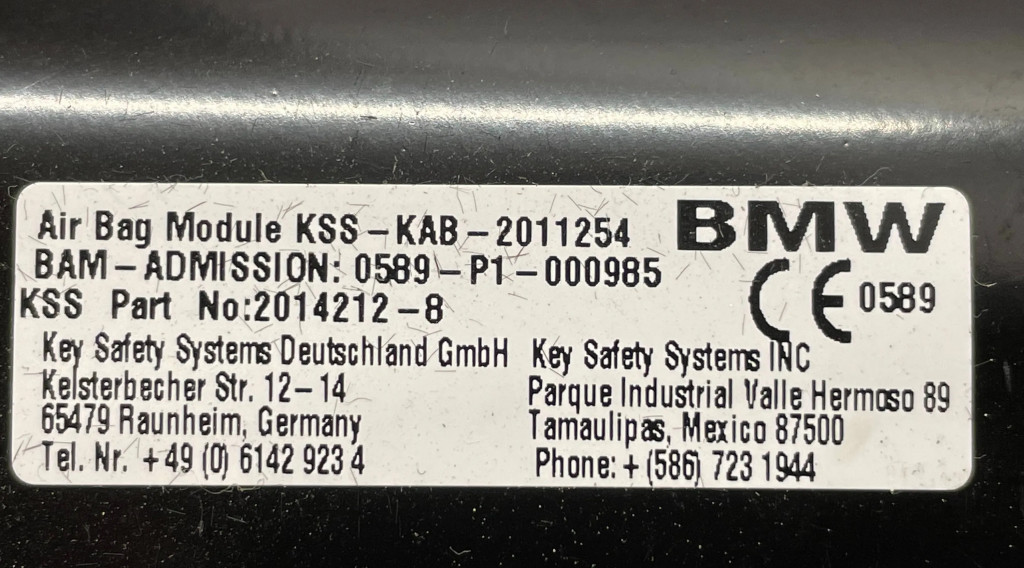 Air Bag Module KSS-KAB-2011254
BMW
BAM-ADMISSION: 0589-P1-000985
CE 0589
KSS Part No:2014212-8
Key Safety Systems Deutschland GmbH
Kelsterbecher Str. 12-14
65479 Raunheim, Germany
Tel. Nr. +49 (0) 6142 923 4
Key Safety Systems INC
Parque Industrial Valle Hermoso 89
Tamaulipas, Mexico 87500
Phone: + (586) 723 1944